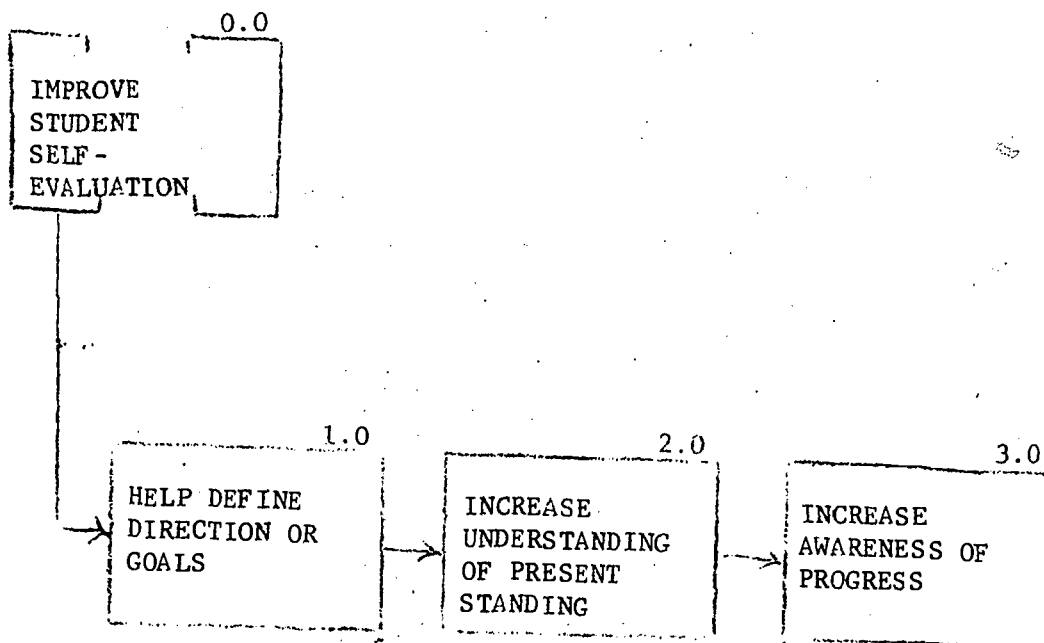 0.0
IMPROVE
STUDENT
SELF-
EVALUATION
1.0
HELP DEFINE
DIRECTION OR
GOALS
2.0
INCREASE
UNDERSTANDING
OF PRESENT
STANDING
3.0
INCREASE
AWARENESS OF
PROGRESS